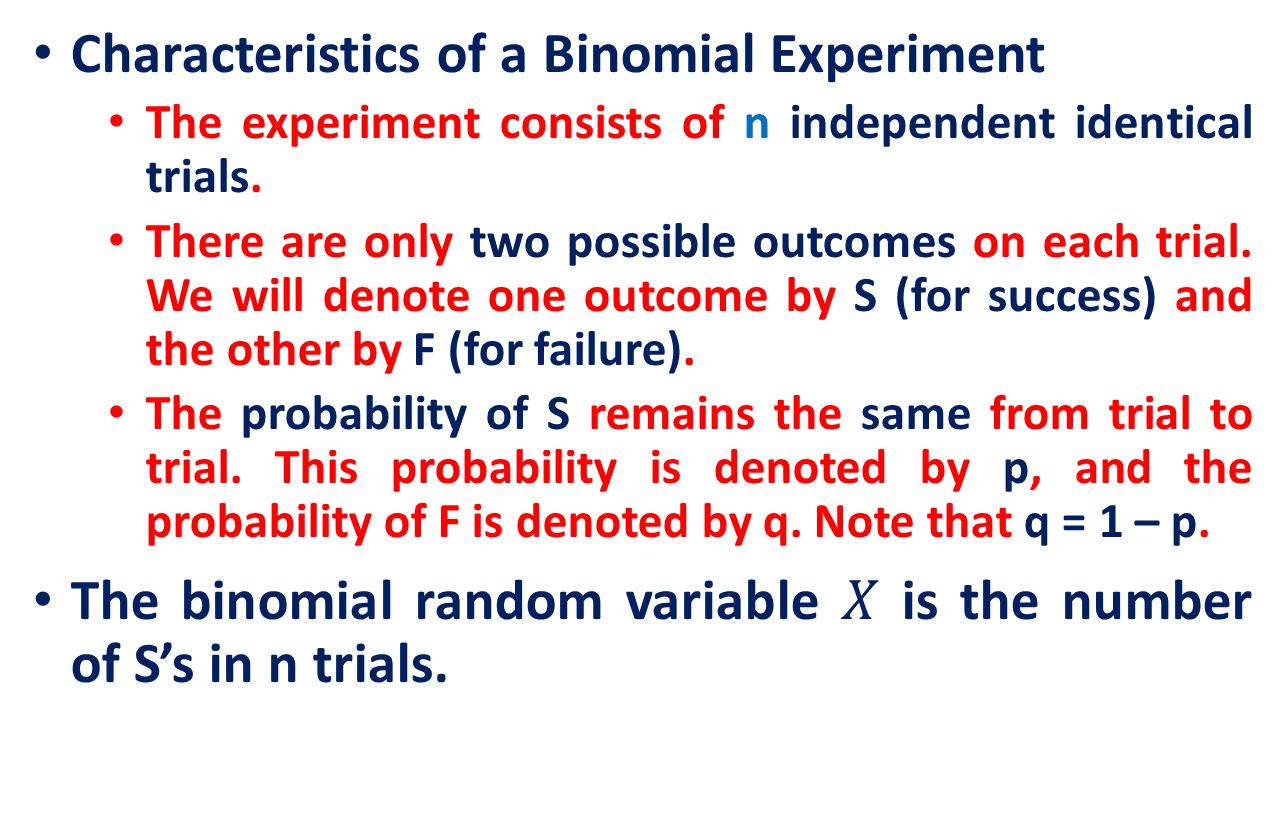 • Characteristics of a Binomial Experiment
• The experiment consists of n independent identical
trials.
• There are only two possible outcomes on each trial.
We will denote one outcome by S (for success) and
the other by F (for failure).
• The probability of S remains the same from trial to
trial. This probability is denoted by p, and the
probability of F is denoted by q. Note that q = 1 – p.
• The binomial random variable X is the number
of S’s in n trials.